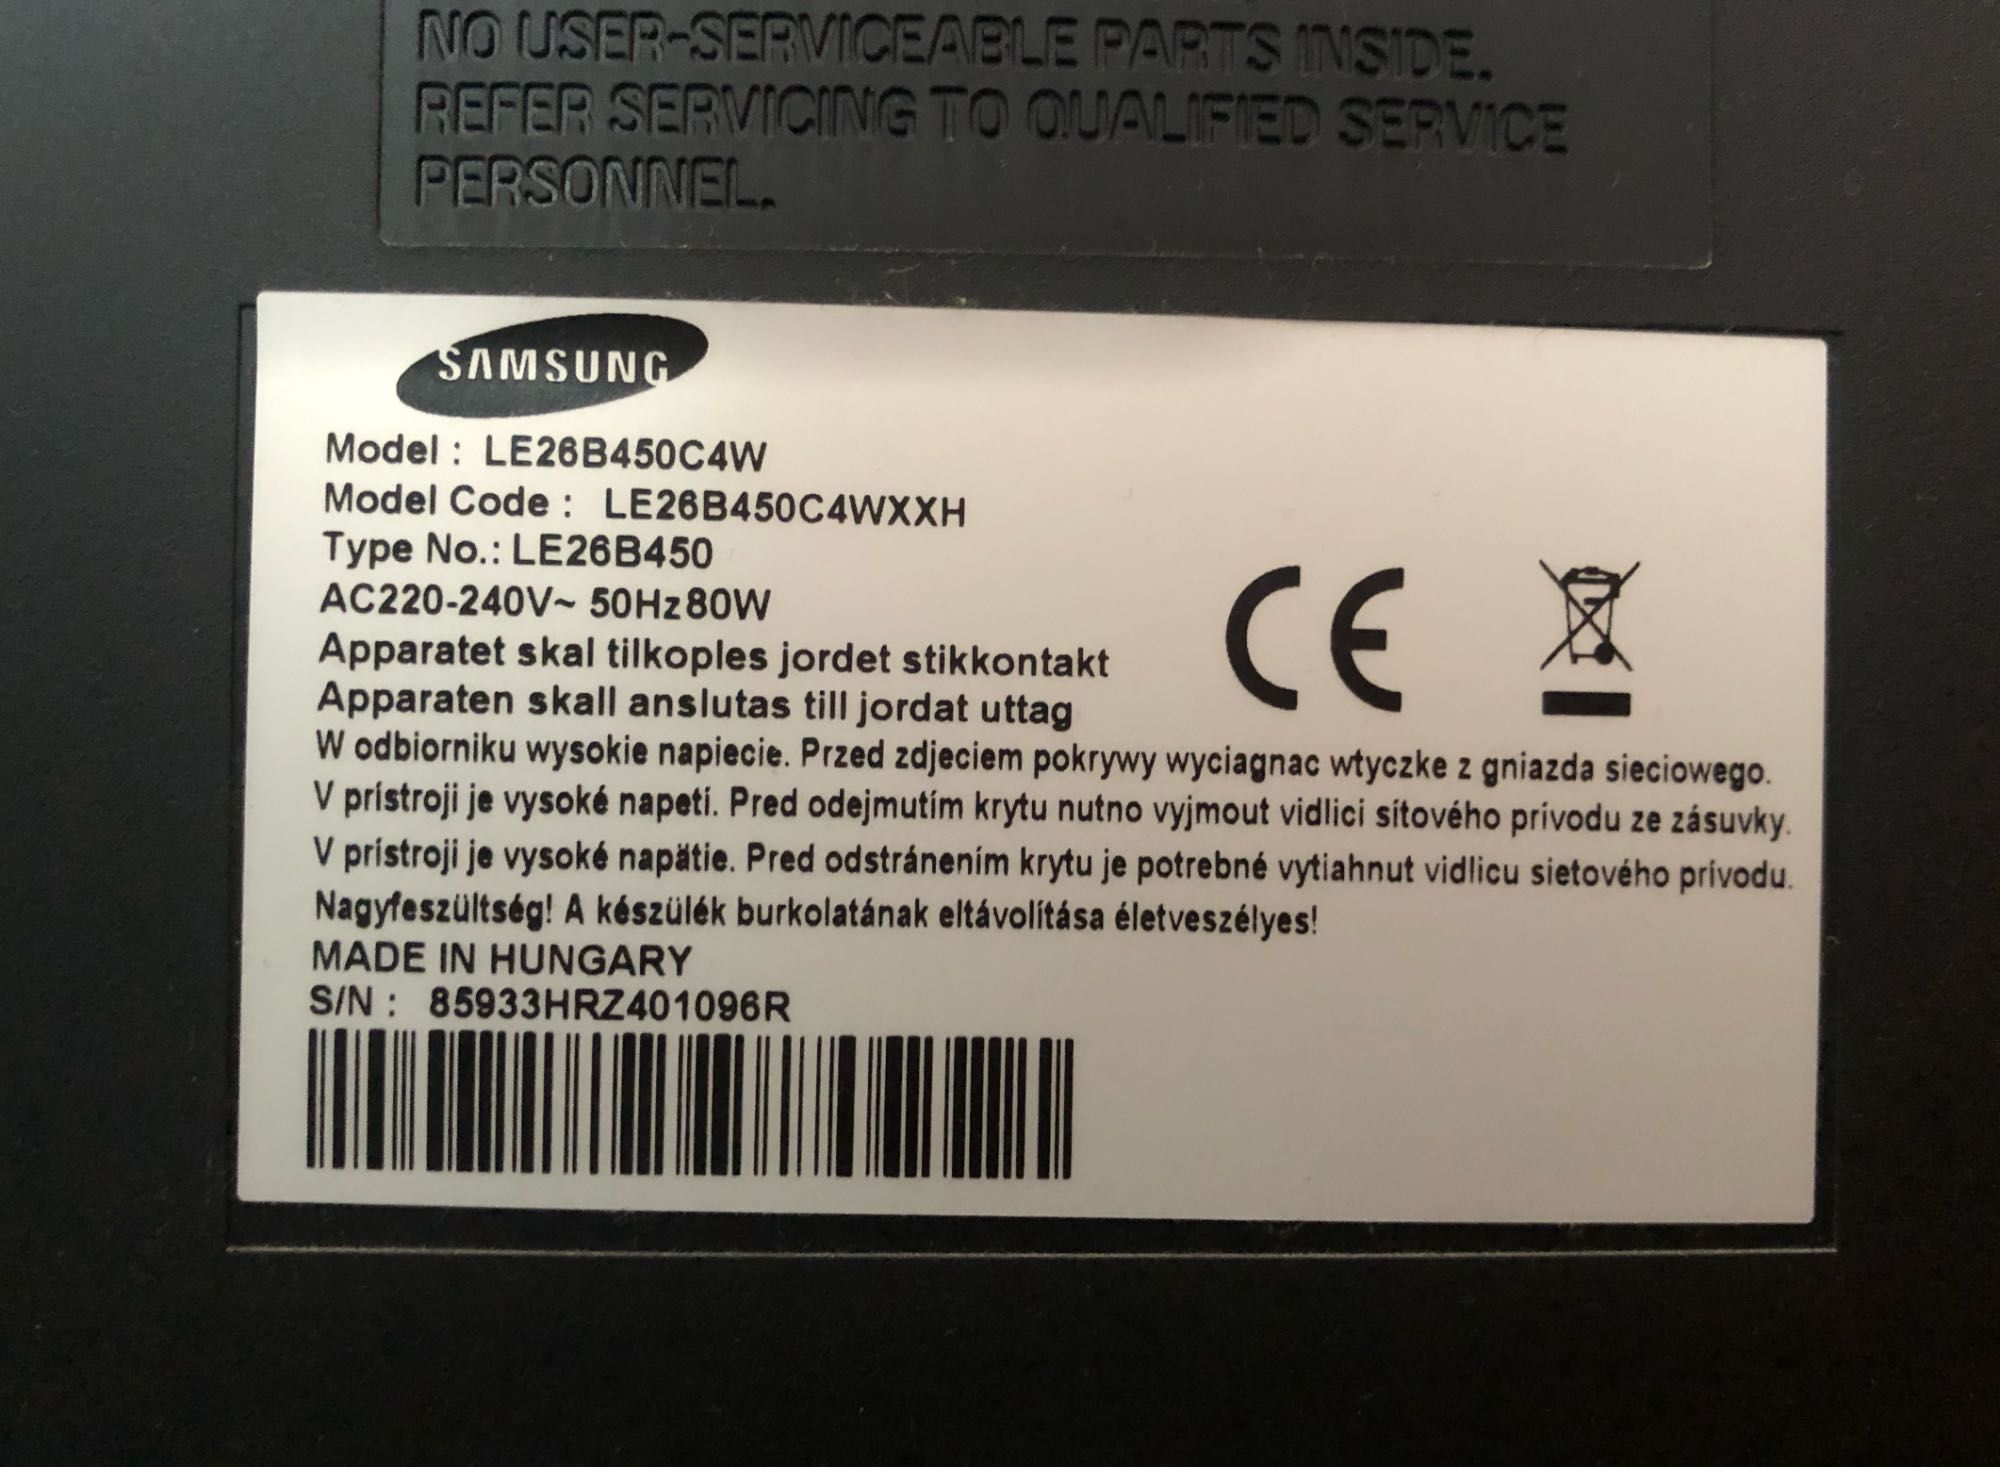 NO USER-SERVICEABLE PARTS INSIDE.
REFER SERVICING TO QUALIFIED SERVICE
PERSONNEL.
SAMSUNG
Model : LE26B450C4W
Model Code : LE26B450C4WXXH
Type No.: LE26B450
AC220-240V~ 50Hz 80W
Apparatet skal tilkoples jordet stikkontakt
Apparaten skall anslutas till jordat uttag
W odbiorniku wysokie napiecie. Przed zdjeciem pokrywy wyciagnac wtyczke z gniazda sieciowego.
V prístroji je vysoké napetí. Pred odejmutím krytu nutno vyjmout vidlici sítového prívodu ze zásuvky.
V prístroji je vysoké napätie. Pred odstránením krytu je potrebné vytiahnut vidlicu sietového prívodu.
Nagyfeszültség! A készülék burkolatának eltávolítása életveszélyes!
MADE IN HUNGARY
S/N : 85933HRZ401096R